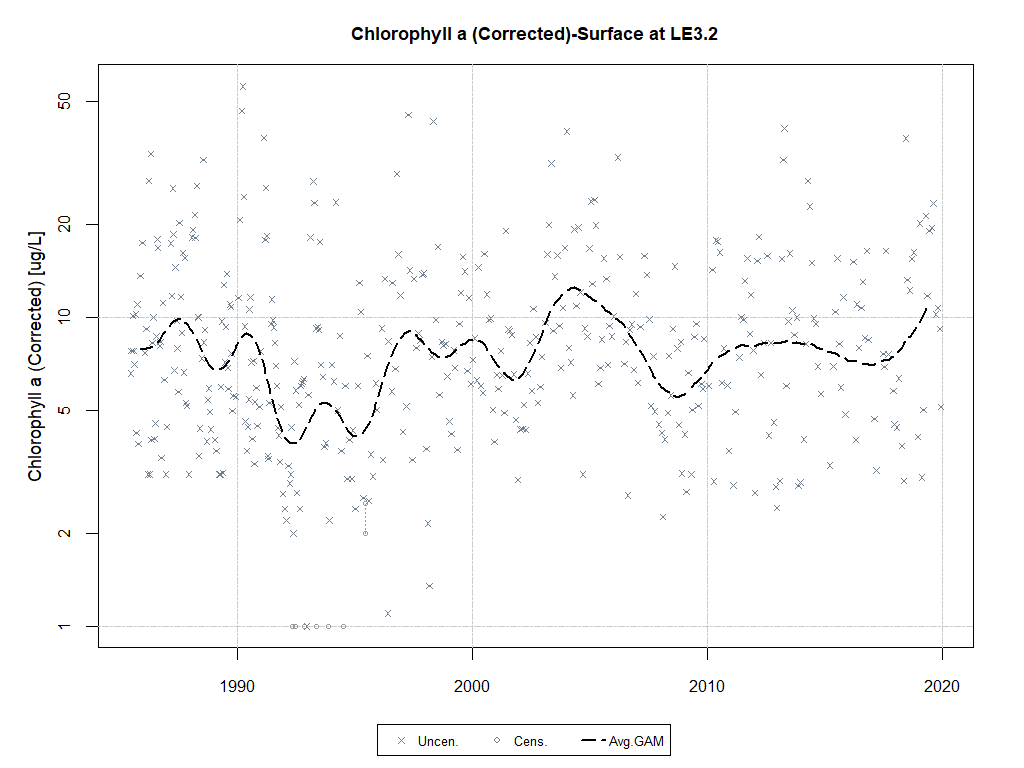 Chlorophyll a (Corrected)-Surface at LE3.2
Chlorophyll a (Corrected) [ug/L]
50
20
10
5
2
1
1990 2000 2010 2020
Uncen. Cens. Avg.GAM